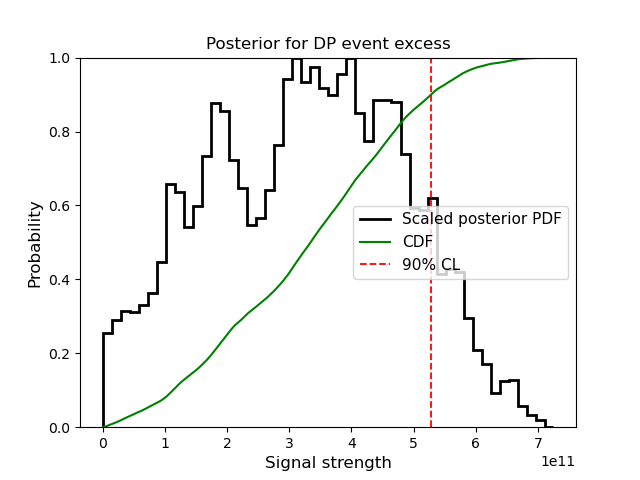 Posterior for DP event excess
Probability
1.0
0.8
0.6
0.4
0.2
0.0
Scaled posterior PDF
CDF
90% CL
0 1 2 3 4 5 6 7
1e11
Signal strength